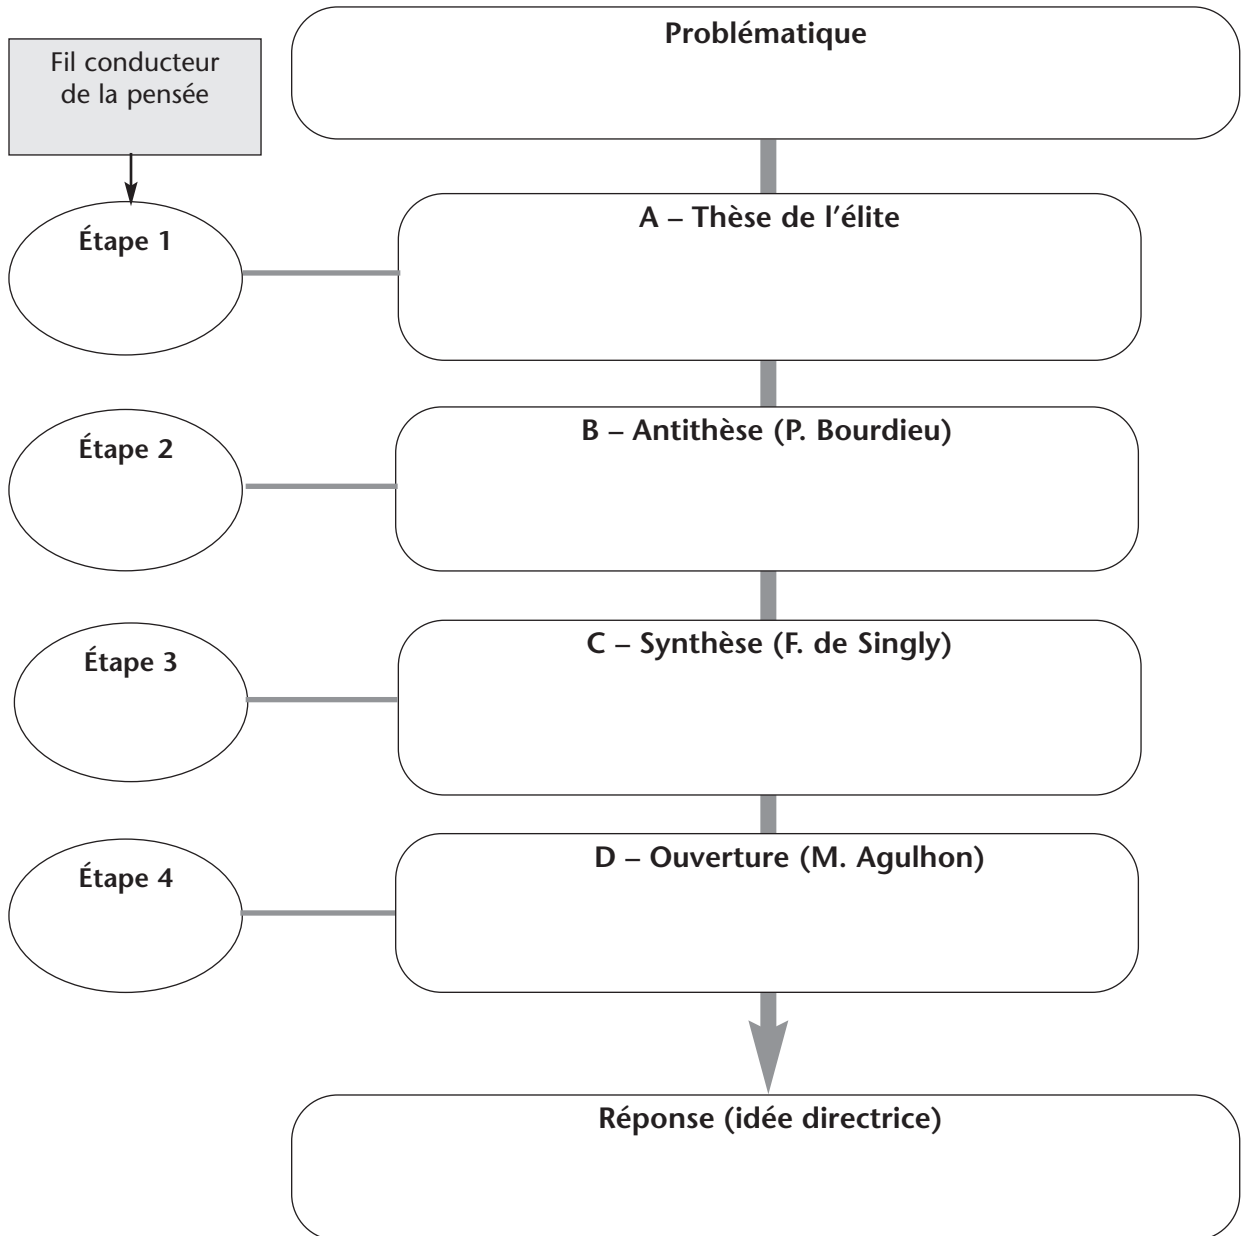 Problématique
Fil conducteur
de la pensée
Étape 1
A – Thèse de l’élite
Étape 2
B – Antithèse (P. Bourdieu)
Étape 3
C – Synthèse (F. de Singly)
Étape 4
D – Ouverture (M. Agulhon)
Réponse (idée directrice)